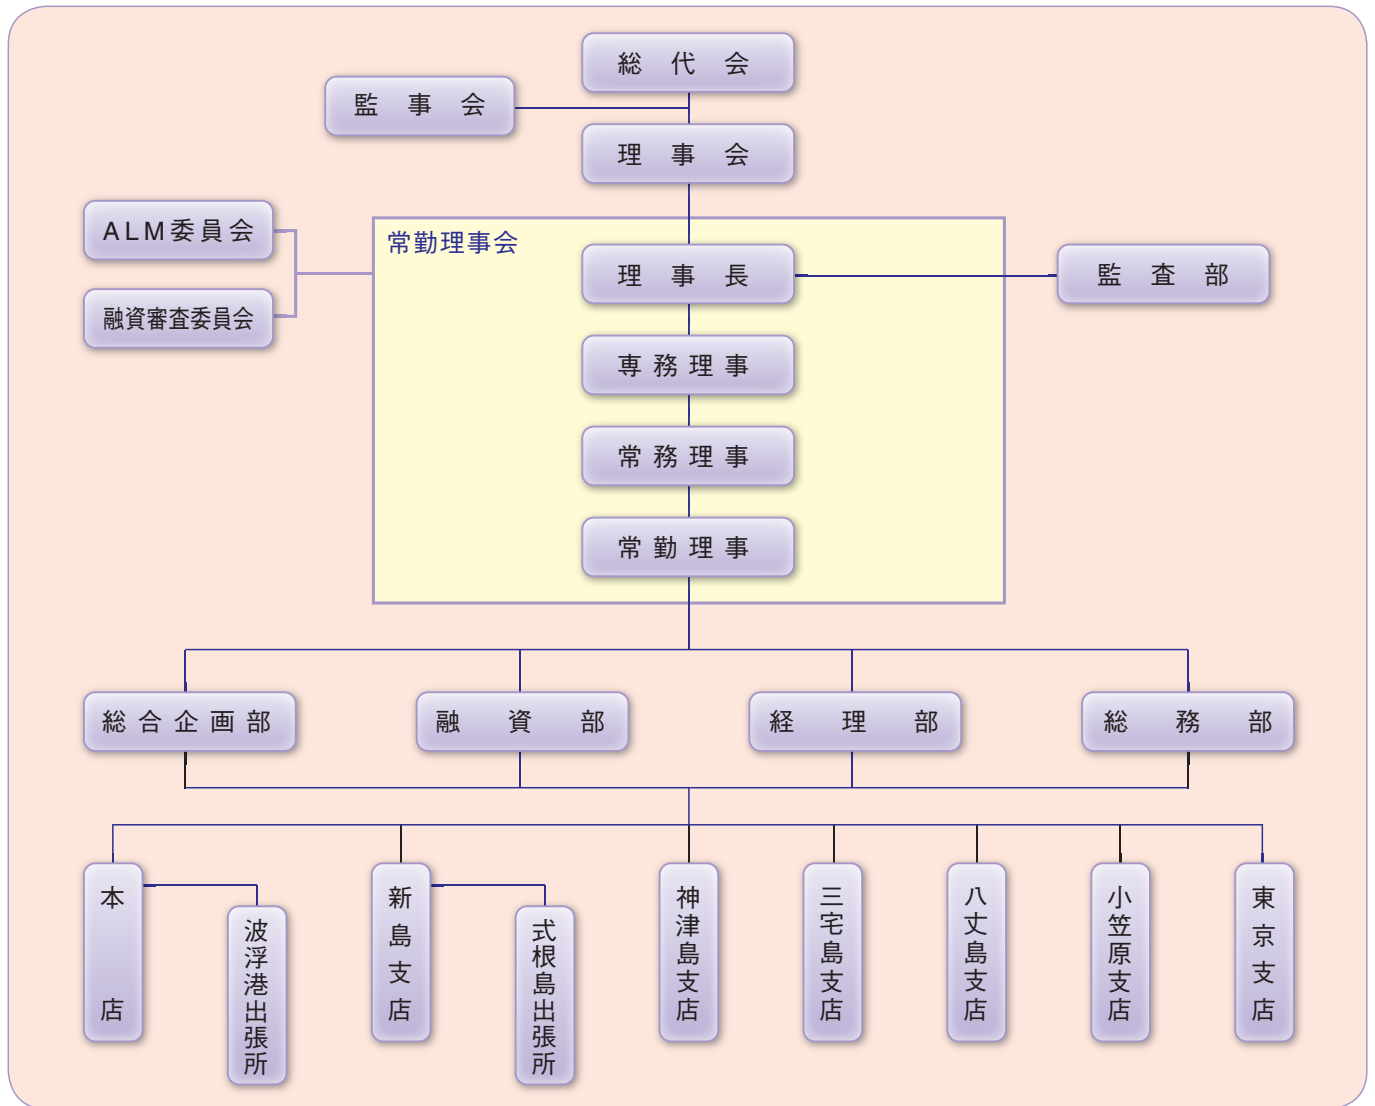 総代会
監事会
理事会
ALM委員会
融資審査委員会
常勤理事会
理事長
監査部
専務理事
常務理事
常勤理事
総合企画部
融資部
経理部
総務部
本店
波浮港出張所
新島支店
式根島出張所
神津島支店
三宅島支店
八丈島支店
小笠原支店
東京支店